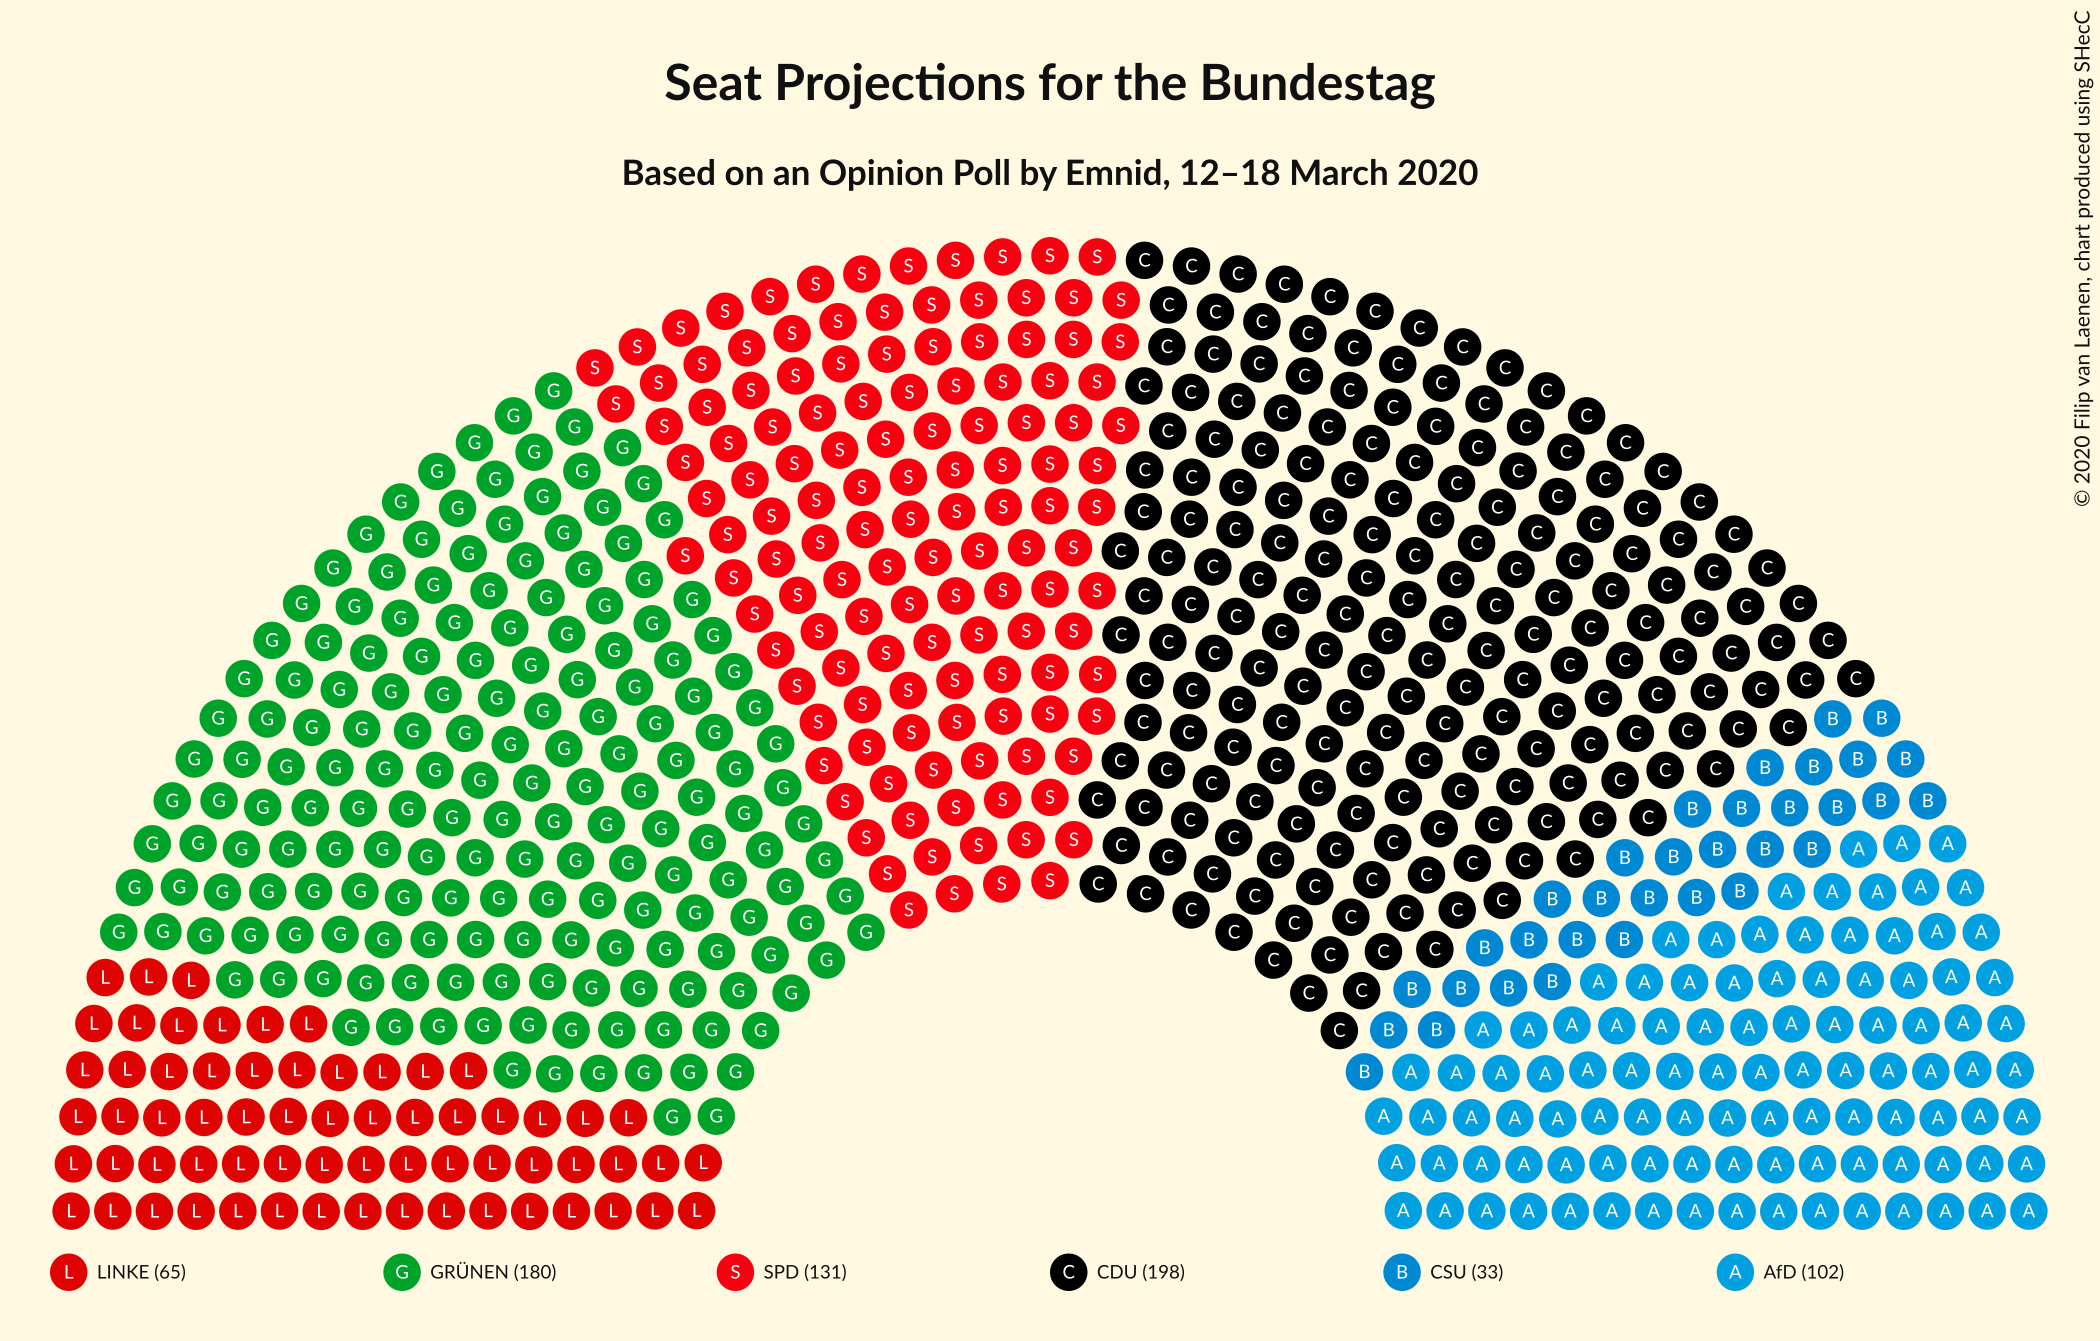 Seat Projections for the Bundestag
Based on an Opinion Poll by Emnid, 12–18 March 2020
© 2020 Filip van Laenen, chart produced using SHecC
L LINKE (65)
G GRÜNEN (180)
S SPD (131)
C CDU (198)
B CSU (33)
A AfD (102)